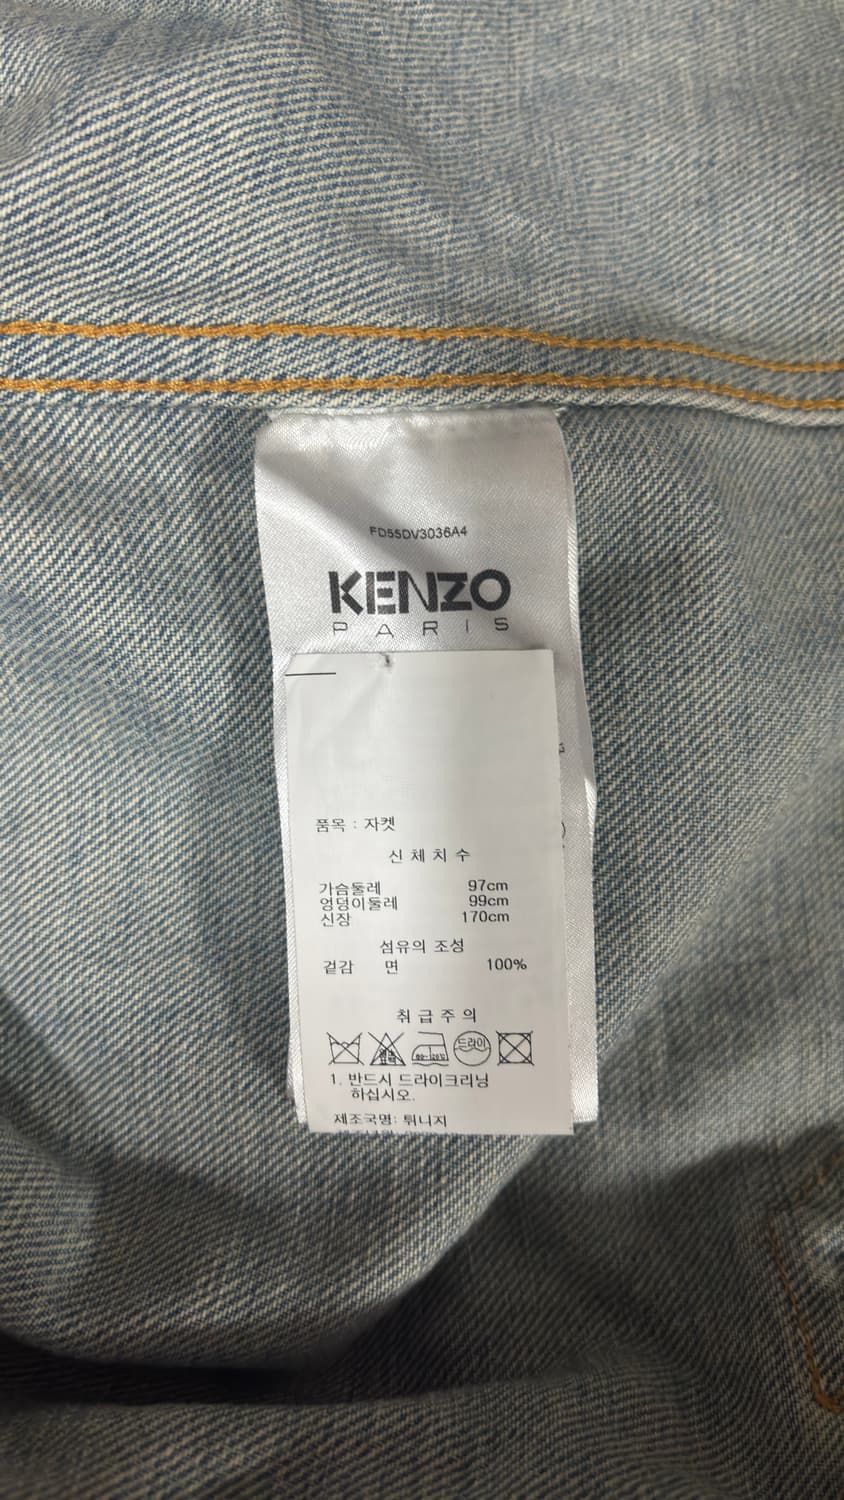 FD55DV3036A4
KENZO
PARIS
품목 : 자켓
신 체 치 수
가슴둘레 97cm
엉덩이둘레 99cm
신장 170cm
섬유의 조성
겉감 면 100%
취 급 주 의
80~120℃ 드라이
1. 반드시 드라이크리닝
하십시오.
제조국명: 튀니지